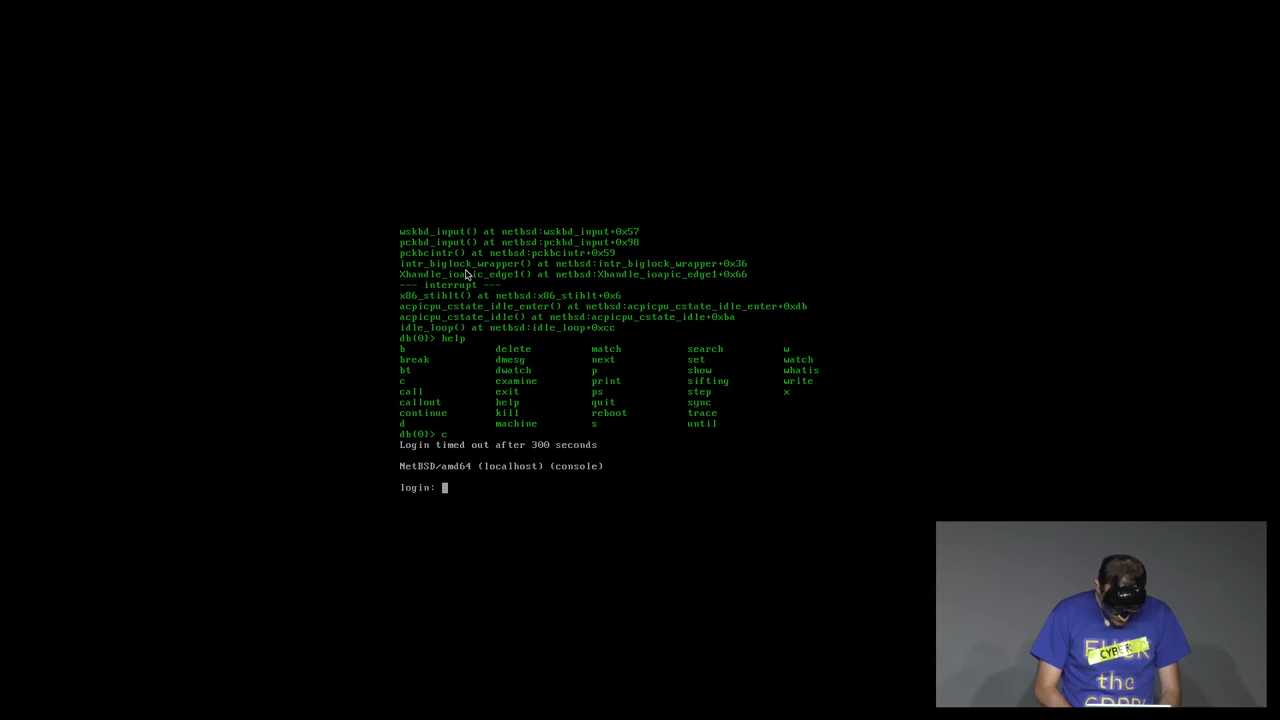 wskbd_input() at netbsd:wskbd_input+0x57
pckbd_input() at netbsd:pckbd_input+0x98
pckbcintr() at netbsd:pckbcintr+0x59
intr_biglock_wrapper() at netbsd:intr_biglock_wrapper+0x36
Xhandle_ioapic_edge1() at netbsd:Xhandle_ioapic_edge1+0x66
--- interrupt ---
x86_stihlt() at netbsd:x86_stihlt+0x6
acpicpu_cstate_idle_enter() at netbsd:acpicpu_cstate_idle_enter+0xdb
acpicpu_cstate_idle() at netbsd:acpicpu_cstate_idle+0xba
idle_loop() at netbsd:idle_loop+0xcc
db{0}> help
b delete match search w
break dmesg next set watch
bt dwatch p show whatis
c examine print sifting write
call exit ps step x
callout help quit sync
continue kill reboot trace
d machine s until
db{0}> c
Login timed out after 300 seconds
NetBSD/amd64 (localhost) (console)
login:
CYBER
the